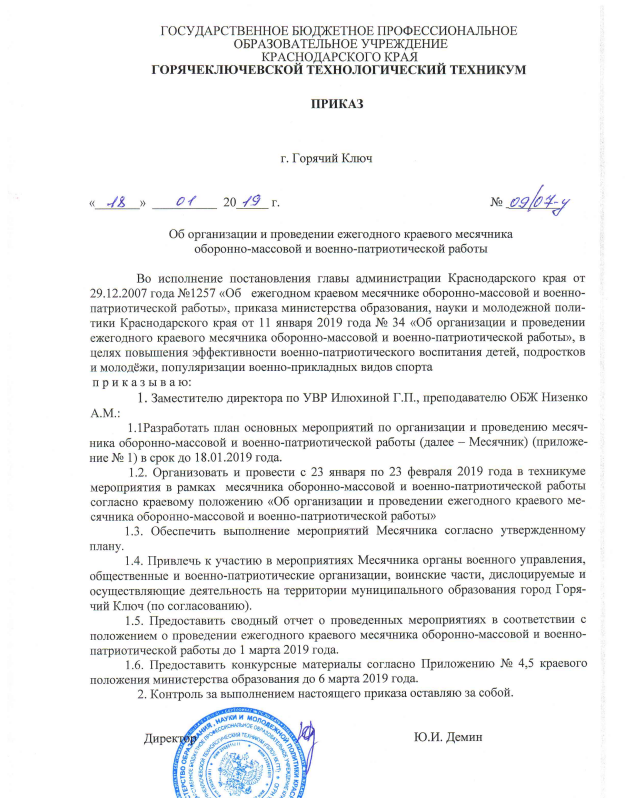 ГОСУДАРСТВЕННОЕ БЮДЖЕТНОЕ ПРОФЕССИОНАЛЬНОЕ
ОБРАЗОВАТЕЛЬНОЕ УЧРЕЖДЕНИЕ
КРАСНОДАРСКОГО КРАЯ
ГОРЯЧЕКЛЮЧЕВСКОЙ ТЕХНОЛОГИЧЕСКИЙ ТЕХНИКУМ
ПРИКАЗ
г. Горячий Ключ
«18» 01 2019 г. № 09/07-у
Об организации и проведении ежегодного краевого месячника
оборонно-массовой и военно-патриотической работы
Во исполнение постановления главы администрации Краснодарского края от
29.12.2007 года №1257 «Об ежегодном краевом месячнике оборонно-массовой и военно-
патриотической работы», приказа министерства образования, науки и молодежной поли-
тики Краснодарского края от 11 января 2019 года № 34 «Об организации и проведении
ежегодного краевого месячника оборонно-массовой и военно-патриотической работы», в
целях повышения эффективности военно-патриотического воспитания детей, подростков
и молодёжи, популяризации военно-прикладных видов спорта
п р и к а з ы в а ю:
1. Заместителю директора по УВР Илюхиной Г.П., преподавателю ОБЖ Низенко
А.М.:
1.1Разработать план основных мероприятий по организации и проведению месяч-
ника оборонно-массовой и военно-патриотической работы (далее – Месячник) (приложе-
ние № 1) в срок до 18.01.2019 года.
1.2. Организовать и провести с 23 января по 23 февраля 2019 года в техникуме
мероприятия в рамках месячника оборонно-массовой и военно-патриотической работы
согласно краевому положению «Об организации и проведении ежегодного краевого ме-
сячника оборонно-массовой и военно-патриотической работы»
1.3. Обеспечить выполнение мероприятий Месячника согласно утвержденному
плану.
1.4. Привлечь к участию в мероприятиях Месячника органы военного управления,
общественные и военно-патриотические организации, воинские части, дислоцируемые и
осуществляющие деятельность на территории муниципального образования город Горя-
чий Ключ (по согласованию).
1.5. Предоставить сводный отчет о проведенных мероприятиях в соответствии с
положением о проведении ежегодного краевого месячника оборонно-массовой и военно-
патриотической работы до 1 марта 2019 года.
1.6. Предоставить конкурсные материалы согласно Приложению № 4,5 краевого
положения министерства образования до 6 марта 2019 года.
2. Контроль за выполнением настоящего приказа оставляю за собой.
Директор Ю.И. Демин